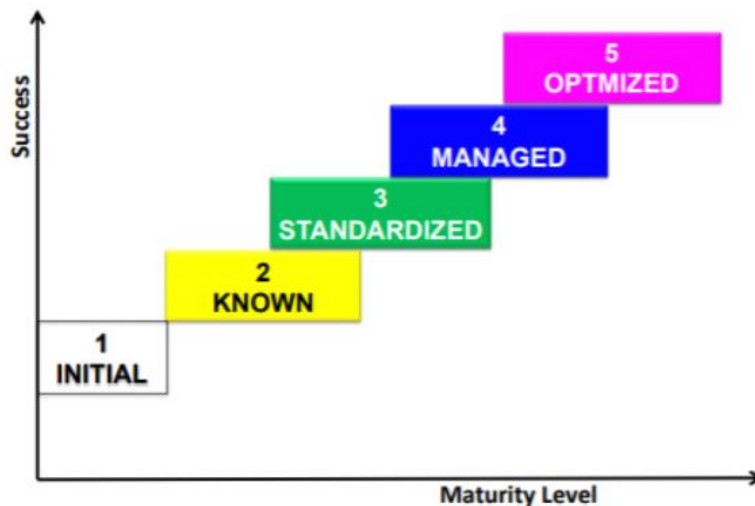 Success
5
OPTMIZED
4
MANAGED
3
STANDARDIZED
2
KNOWN
1
INITIAL
Maturity Level